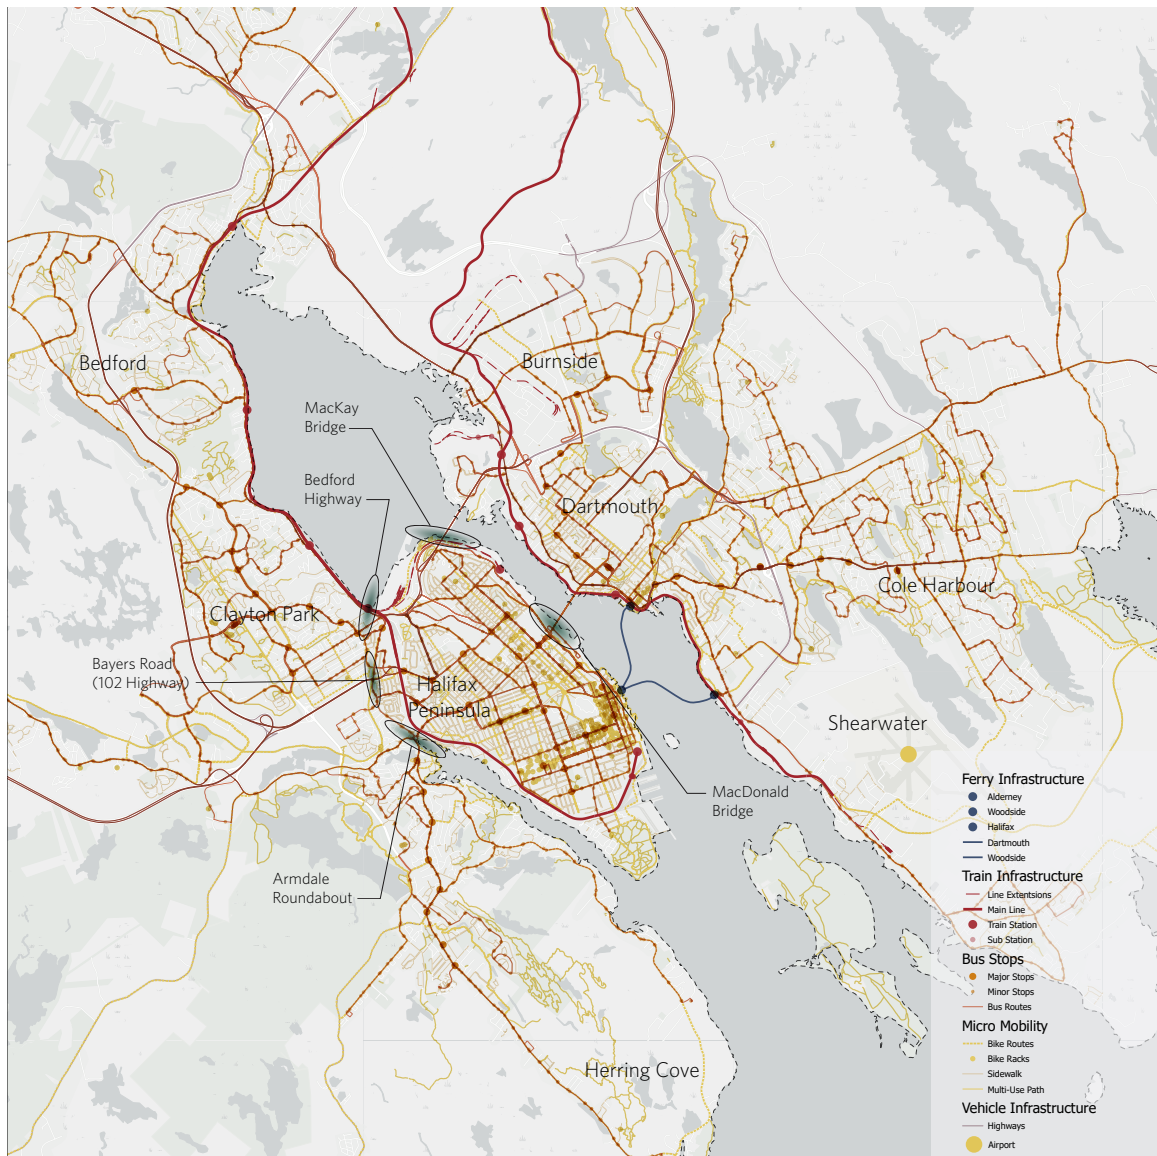 Bedford
Burnside
MacKay
Bridge
Bedford
Highway
Dartmouth
Cole Harbour
Clayton Park
Bayers Road
(102 Highway)
Halifax
Peninsula
Shearwater
MacDonald
Bridge
Armdale
Roundabout
Herring Cove
Ferry Infrastructure
Alderney
Woodside
Halifax
Dartmouth
Woodside
Train Infrastructure
Line Extentsions
Main Line
Train Station
Sub Station
Bus Stops
Major Stops
Minor Stops
Bus Routes
Micro Mobility
Bike Routes
Bike Racks
Sidewalk
Multi-Use Path
Vehicle Infrastructure
Highways
Airport